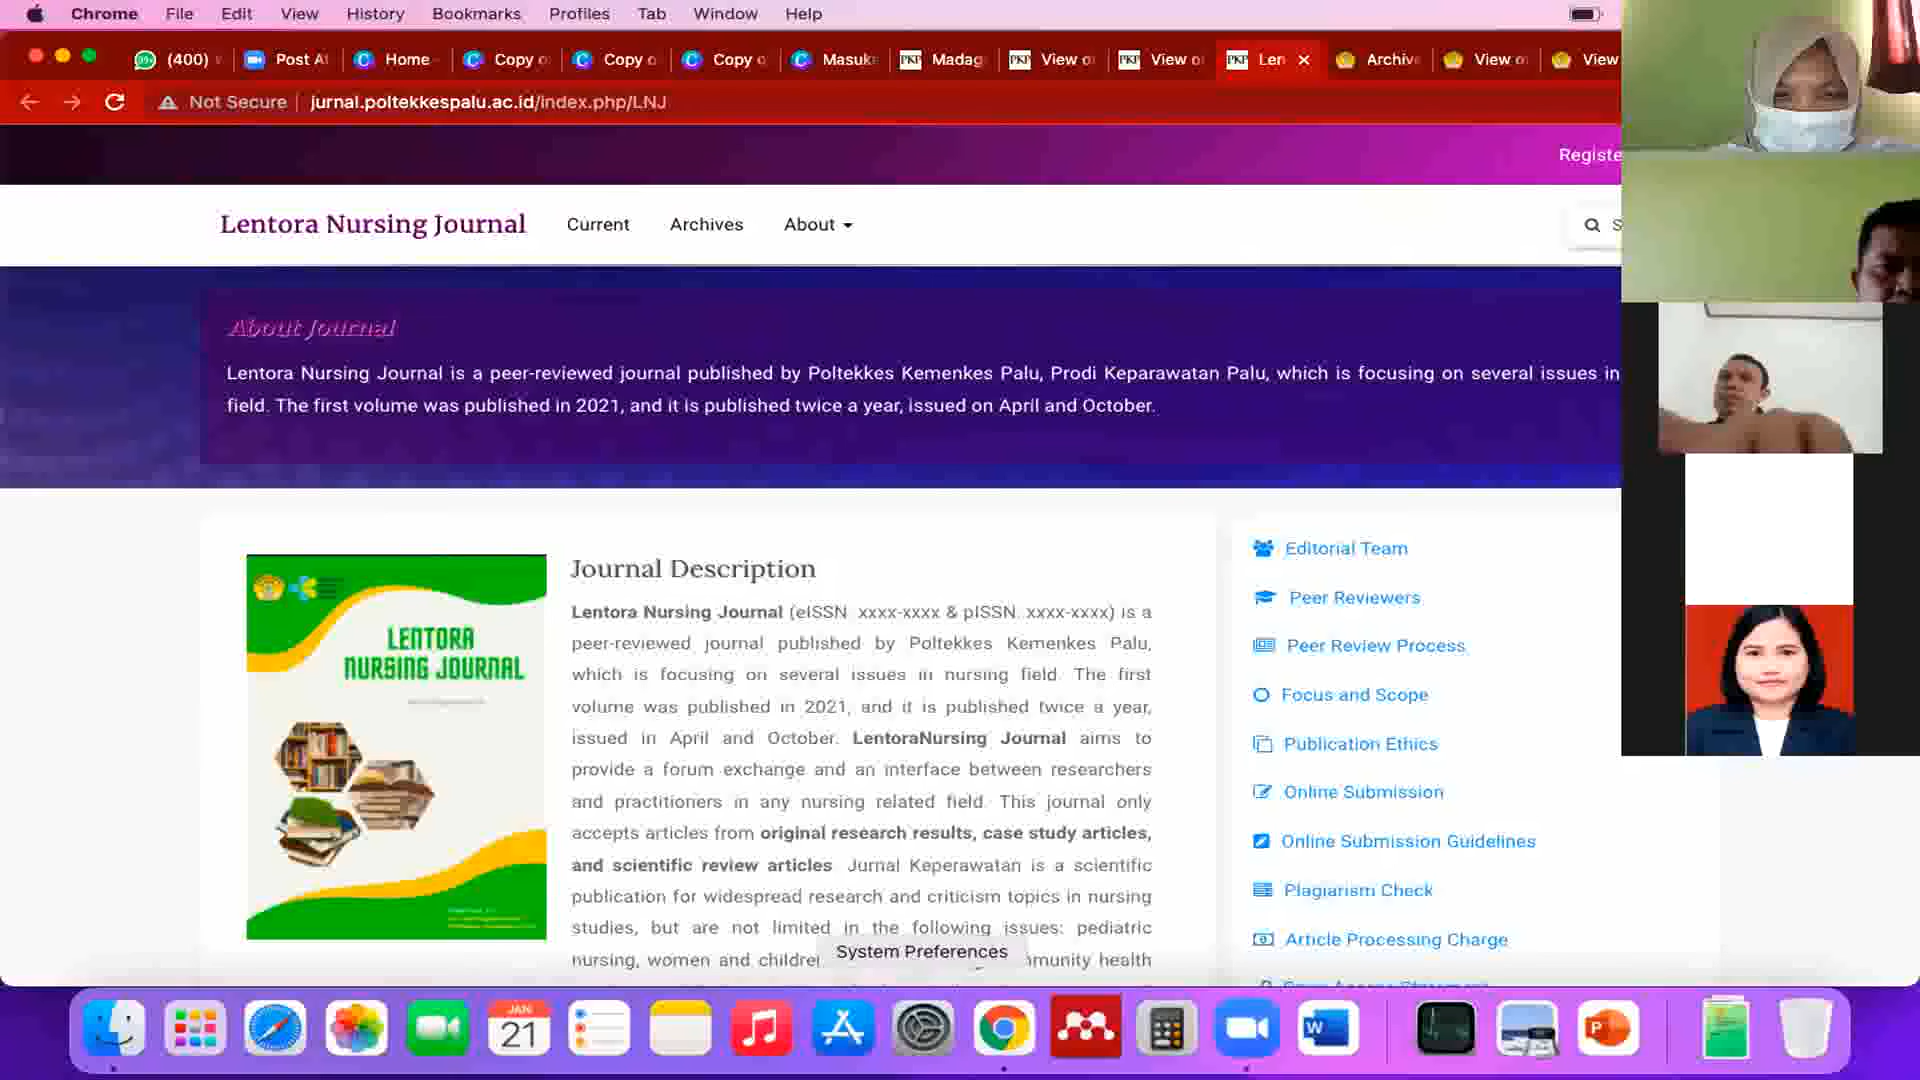 Chrome File Edit View History Bookmarks Profiles Tab Window Help
(400) Post Home Copy Copy Copy Masuk Madag View View Len Archiv View View
Not Secure jurnal.poltekkespalu.ac.id/index.php/LNJ
Registe
Lentora Nursing Journal Current Archives About
About Journal
Lentora Nursing Journal is a peer-reviewed journal published by Poltekkes Kemenkes Palu, Prodi Keparawatan Palu, which is focusing on several issues in
field. The first volume was published in 2021, and it is published twice a year, issued on April and October.
LENTORA
NURSING JOURNAL
Journal Description
Lentora Nursing Journal (eISSN xxxx-xxxx & pISSN. xxxx-xxxx) is a
peer-reviewed journal published by Poltekkes Kemenkes Palu,
which is focusing on several issues in nursing field. The first
volume was published in 2021, and it is published twice a year,
issued in April and October. LentoraNursing Journal aims to
provide a forum exchange and an interface between researchers
and practitioners in any nursing related field. This journal only
accepts articles from original research results, case study articles,
and scientific review articles Jurnal Keperawatan is a scientific
publication for widespread research and criticism topics in nursing
studies, but are not limited in the following issues: pediatric
nursing, women and childre mmunity health
System Preferences
Editorial Team
Peer Reviewers
Peer Review Process
Focus and Scope
Publication Ethics
Online Submission
Online Submission Guidelines
Plagiarism Check
Article Processing Charge
JAN
21